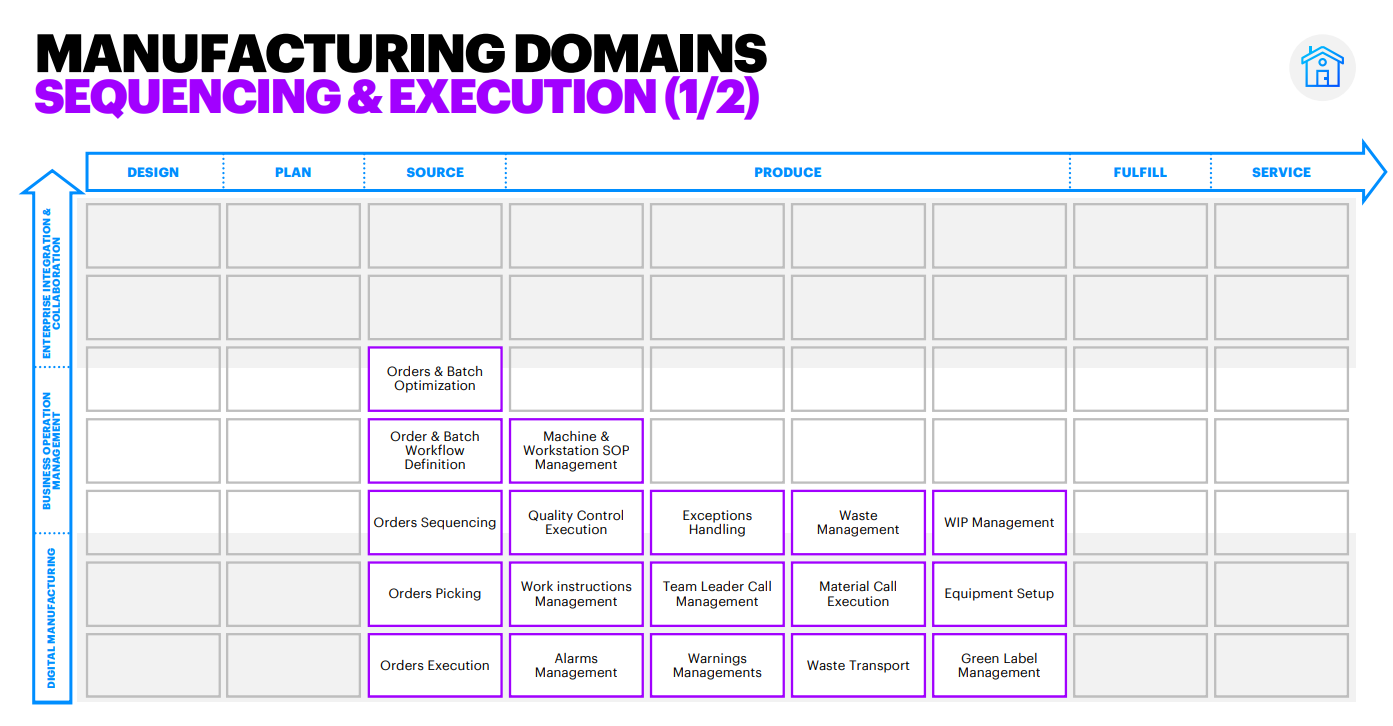 MANUFACTURING DOMAINS
SEQUENCING & EXECUTION (1/2)
DESIGN
PLAN
SOURCE
PRODUCE
FULFILL
SERVICE
ENTERPRISE INTEGRATION &
COLLABORATION
BUSINESS OPERATION
MANAGEMENT
DIGITAL MANUFACTURING
Orders & Batch
Optimization
Order & Batch
Workflow
Definition
Machine &
Workstation SOP
Management
Orders Sequencing
Quality Control
Execution
Exceptions
Handling
Waste
Management
WIP Management
Orders Picking
Work instructions
Management
Team Leader Call
Management
Material Call
Execution
Equipment Setup
Orders Execution
Alarms
Management
Warnings
Managements
Waste Transport
Green Label
Management